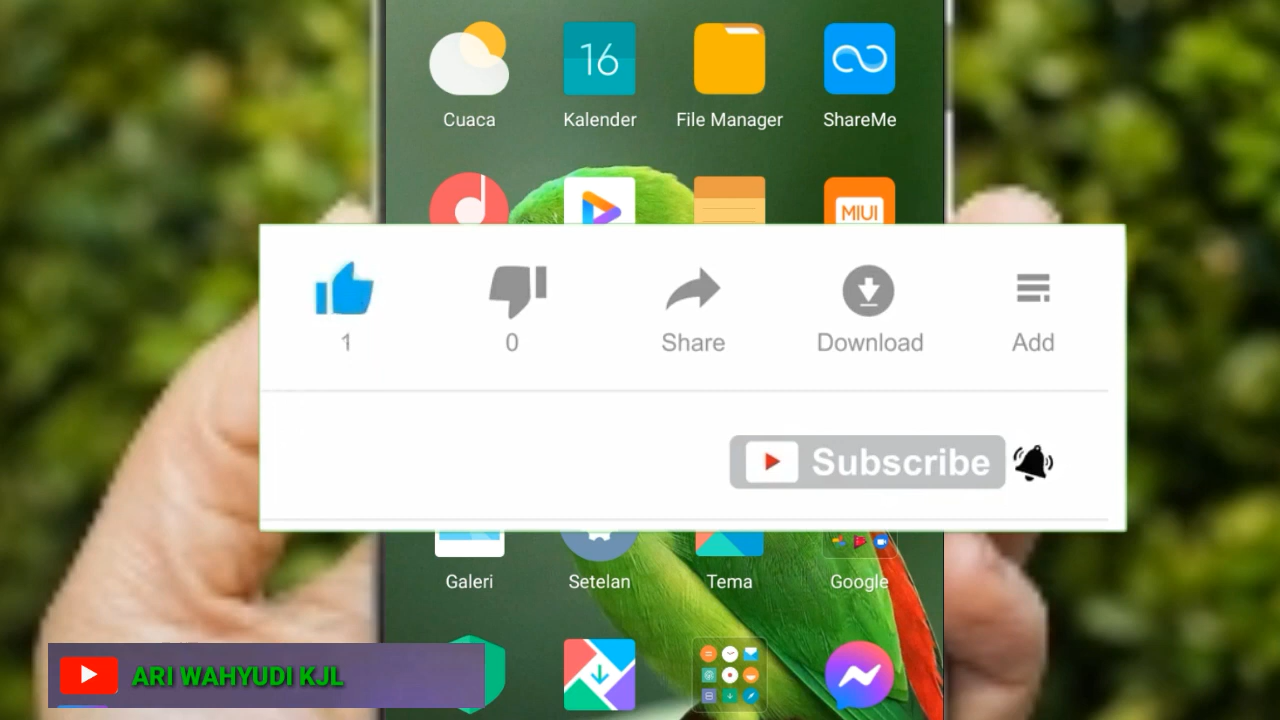 16
Cuaca
Kalender
File Manager
ShareMe
MIUI
1
0
Share
Download
Add
Subscribe
Galeri
Setelan
Tema
Google
ARI WAHYUDI KJL